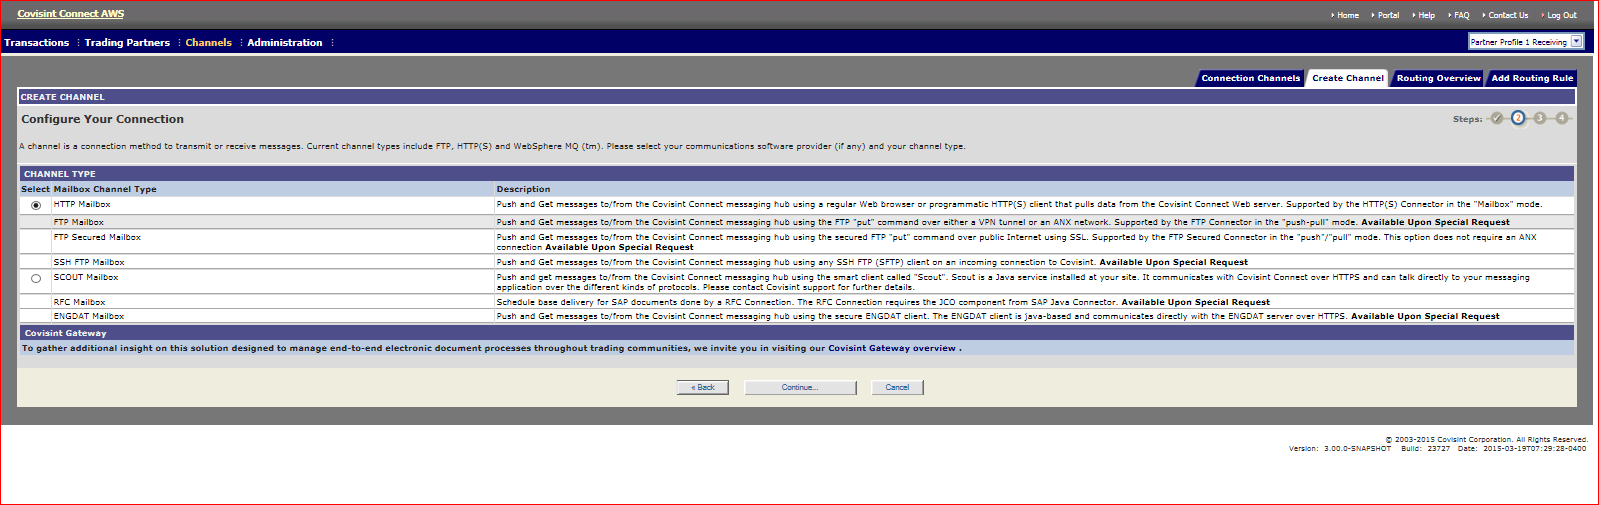 Covisint Connect AWS
Home Portal Help FAQ Contact Us Log Out
Transactions Trading Partners Channels Administration
Partner Profile 1 Receiving
Connection Channels Create Channel Routing Overview Add Routing Rule
CREATE CHANNEL
Configure Your Connection
Steps: 2 3 4
A channel is a connection method to transmit or receive messages. Current channel types include FTP, HTTP(S) and WebSphere MQ (tm). Please select your communications software provider (if any) and your channel type.
CHANNEL TYPE
Select Mailbox Channel Type Description
HTTP Mailbox Push and Get messages to/from the Covisint Connect messaging hub using a regular Web browser or programmatic HTTP(S) client that pulls data from the Covisint Connect Web server. Supported by the HTTP(S) Connector in the "Mailbox" mode.
FTP Mailbox Push and Get messages to/from the Covisint Connect messaging hub using the FTP "put" command over either a VPN tunnel or an ANX network. Supported by the FTP Connector in the "push-pull" mode. Available Upon Special Request
FTP Secured Mailbox Push and Get messages to/from the Covisint Connect messaging hub using the secured FTP "put" command over public Internet using SSL. Supported by the FTP Secured Connector in the "push"/"pull" mode. This option does not require an ANX
connection Available Upon Special Request
SSH FTP Mailbox Push and Get messages to/from the Covisint Connect messaging hub using any SSH FTP (SFTP) client on an incoming connection to Covisint. Available Upon Special Request
SCOUT Mailbox Push and get messages to/from the Covisint Connect messaging hub using the smart client called "Scout". Scout is a Java service installed at your site. It communicates with Covisint Connect over HTTPS and can talk directly to your messaging
application over the different kinds of protocols. Please contact Covisint support for further details.
RFC Mailbox Schedule base delivery for SAP documents done by a RFC Connection. The RFC Connection requires the JCO component from SAP Java Connector. Available Upon Special Request
ENGDAT Mailbox Push and Get messages to/from the Covisint Connect messaging hub using the secure ENGDAT client. The ENGDAT client is java-based and communicates directly with the ENGDAT server over HTTPS. Available Upon Special Request
Covisint Gateway
To gather additional insight on this solution designed to manage end-to-end electronic document processes throughout trading communities, we invite you in visiting our Covisint Gateway overview .
« Back Continue... Cancel
© 2003-2015 Covisint Corporation. All Rights Reserved.
Version: 3.00.0-SNAPSHOT Build: 23727 Date: 2015-03-19T07:29:28-0400